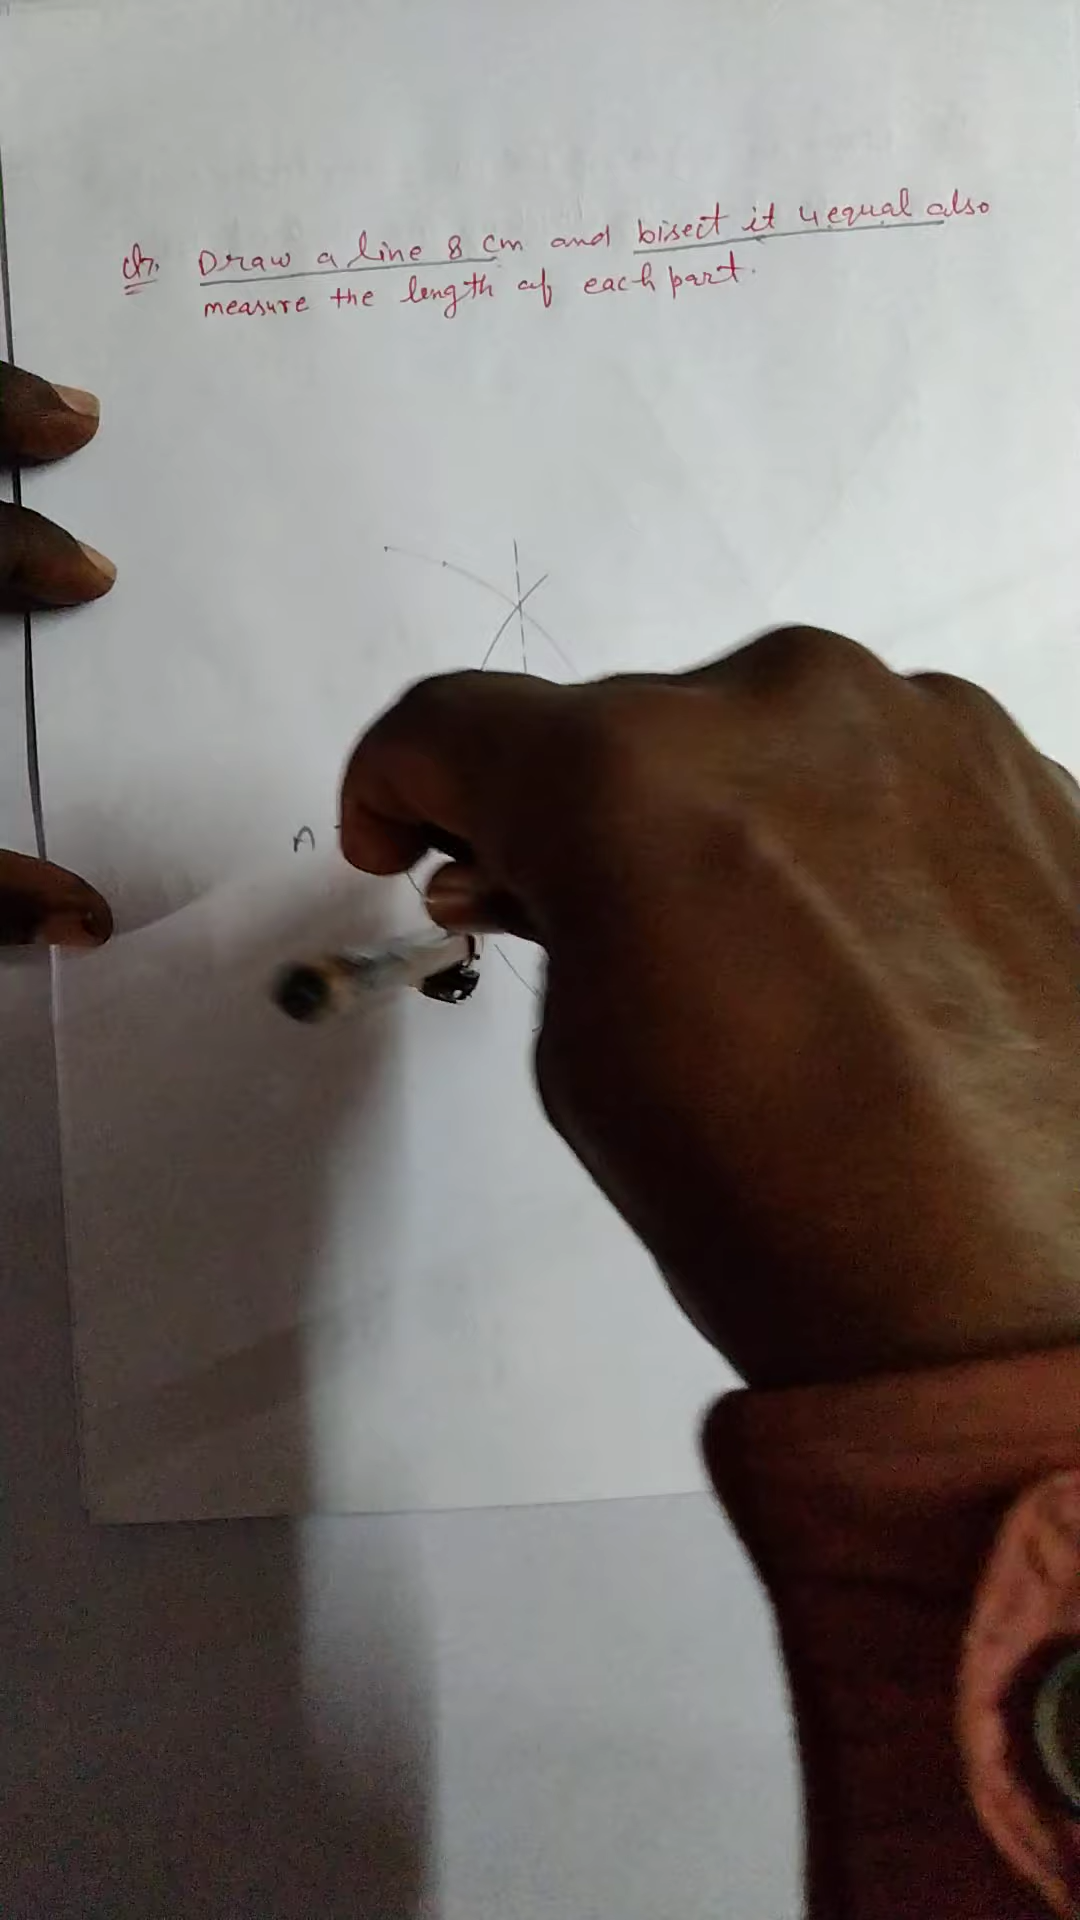 Draw a line 8 cm and bisect it 4 equal also
measure the length of each part.
A